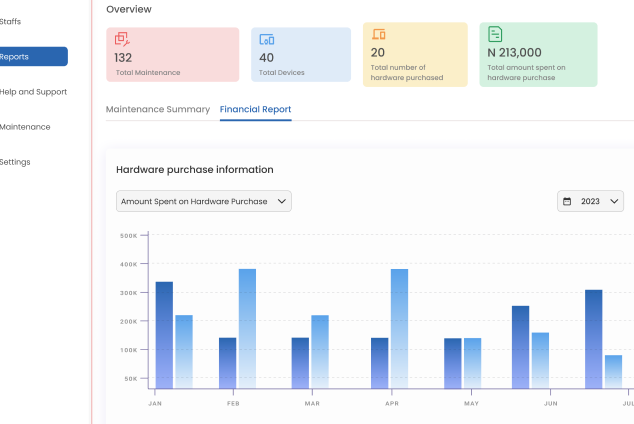 Overview
Staffs
Reports
Help and Support
Maintenance
Settings
132
Total Maintenance
40
Total Devices
20
Total number of
hardware purchased
N 213,000
Total amount spent on
hardware purchase
Maintenance Summary
Financial Report
Hardware purchase information
Amount Spent on Hardware Purchase
2023
500K
400K
300K
200K
100K
50K
JAN
FEB
MAR
APR
MAY
JUN
JUL